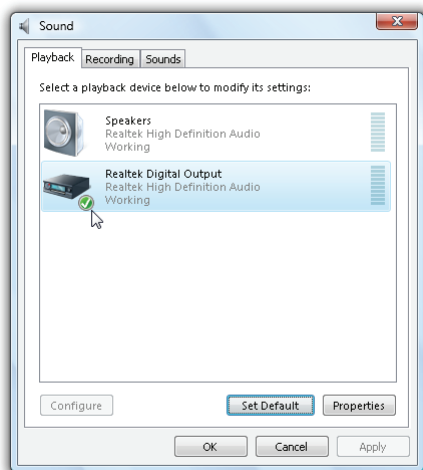 Sound
Playback Recording Sounds
Select a playback device below to modify its settings:
Speakers
Realtek High Definition Audio
Working
Realtek Digital Output
Realtek High Definition Audio
Working
Configure Set Default Properties
OK Cancel Apply